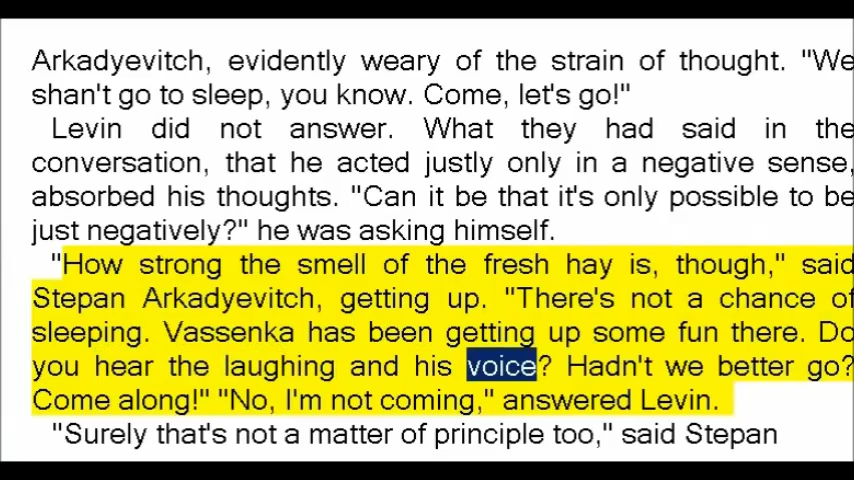 Arkadyevitch, evidently weary of the strain of thought. "We
shan't go to sleep, you know. Come, let's go!"
Levin did not answer. What they had said in the
conversation, that he acted justly only in a negative sense,
absorbed his thoughts. "Can it be that it's only possible to be
just negatively?" he was asking himself.
"How strong the smell of the fresh hay is, though," said
Stepan Arkadyevitch, getting up. "There's not a chance of
sleeping. Vassenka has been getting up some fun there. Do
you hear the laughing and his voice? Hadn't we better go?
Come along!" "No, I'm not coming," answered Levin.
"Surely that's not a matter of principle too," said Stepan